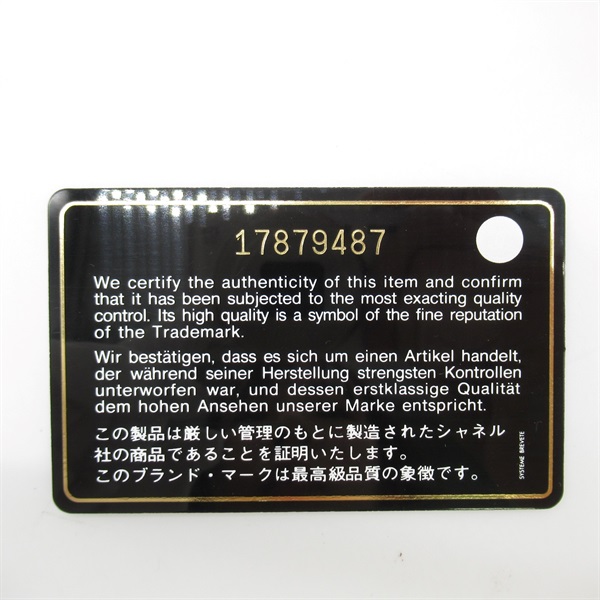 17879487
We certify the authenticity of this item and confirm
that it has been subjected to the most exacting quality
control. Its high quality is a symbol of the fine reputation
of the Trademark.
Wir bestätigen, dass es sich um einen Artikel handelt,
der während seiner Herstellung strengsten Kontrollen
unterworfen war, und dessen erstklassige Qualität
dem hohen Ansehen unserer Marke entspricht.
この製品は厳しい管理のもとに製造されたシャネル
社の商品であることを証明いたします。
このブランド・マークは最高級品質の象徴です。
SYSTEME BREVETE